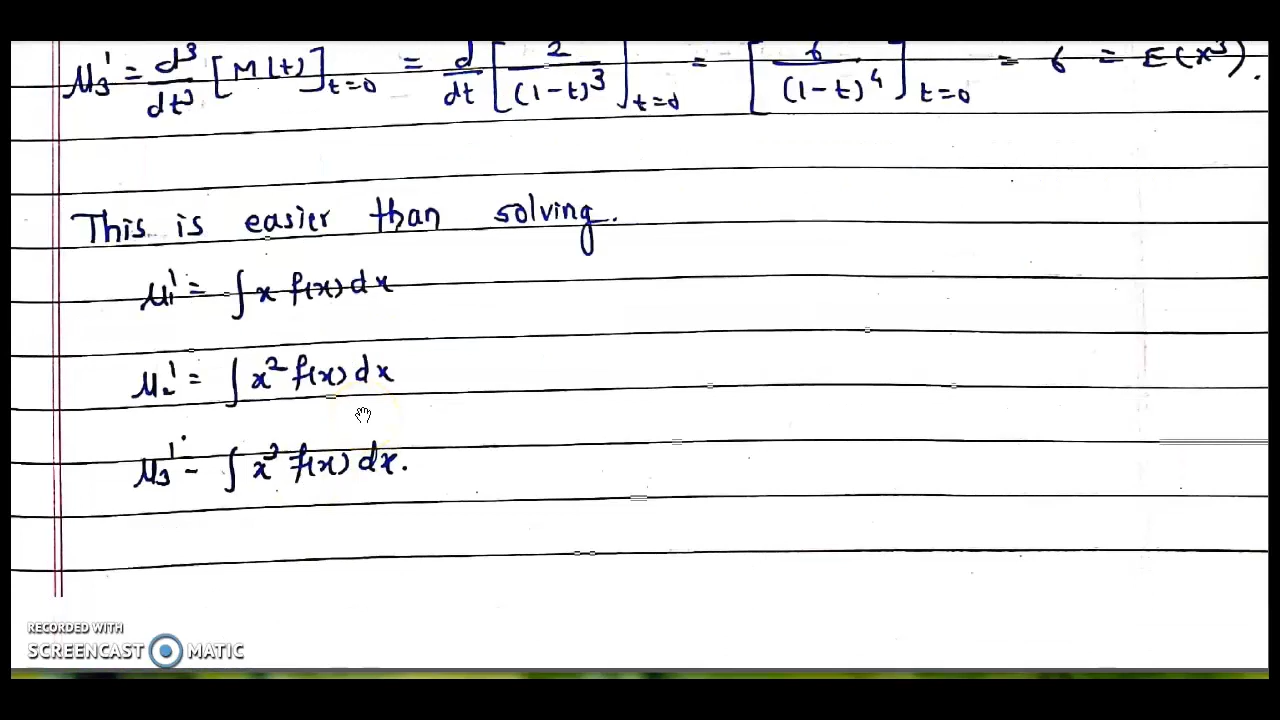 μ₃' = d³/dt³ [M(t)]ₜ₌₀ = d/dt [2/(1-t)³]ₜ₌₀ = [6/(1-t)⁴]ₜ₌₀ = 6 = E(x³).
This is easier than solving.
μ₁' = ∫ x f(x) dx
μ₂' = ∫ x² f(x) dx
μ₃' = ∫ x³ f(x) dx.
RECORDED WITH
SCREENCAST MATIC